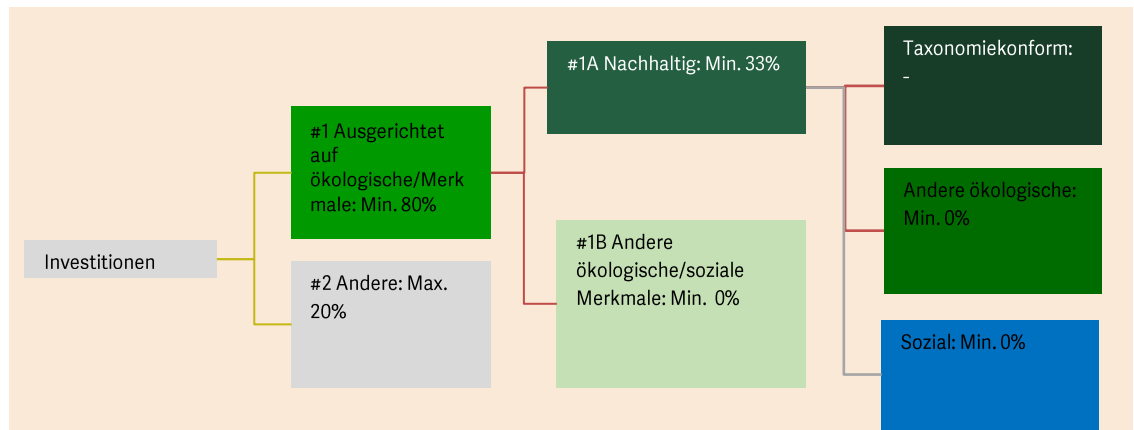 Investitionen
#1 Ausgerichtet
auf
ökologische/Merk
male: Min. 80%
#2 Andere: Max.
20%
#1A Nachhaltig: Min. 33%
#1B Andere
ökologische/soziale
Merkmale: Min. 0%
Taxonomiekonform:
-
Andere ökologische:
Min. 0%
Sozial: Min. 0%